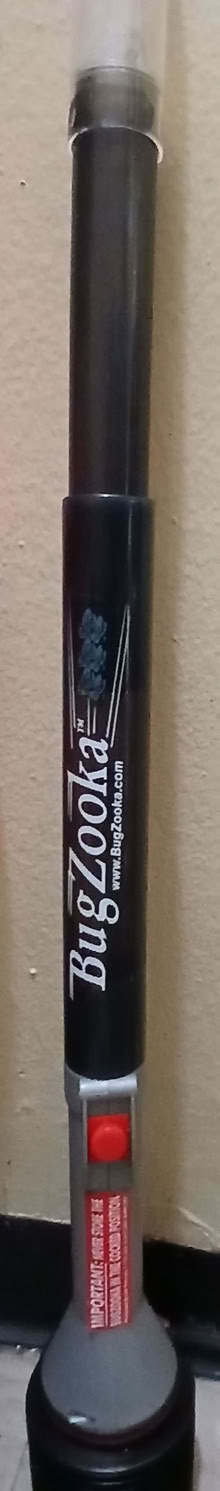 BugZooka™
www.BugZooka.com
IMPORTANT: NEVER STORE THE
BUGZOOKA IN THE COCKED POSITION